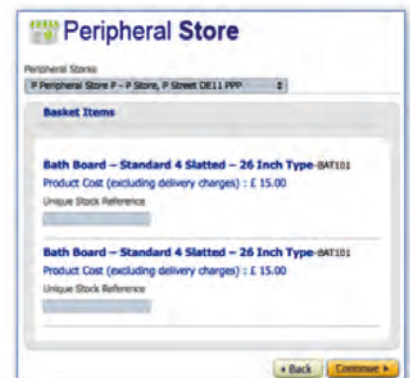 Peripheral Store
Peripheral Stores
P Peripheral Store P - P Store, P Street DE11 PPP
Basket Items
Bath Board – Standard 4 Slatted – 26 Inch Type-BAT101
Product Cost (excluding delivery charges) : £ 15.00
Unique Stock Reference
Bath Board – Standard 4 Slatted – 26 Inch Type-BAT101
Product Cost (excluding delivery charges) : £ 15.00
Unique Stock Reference
Back Continue